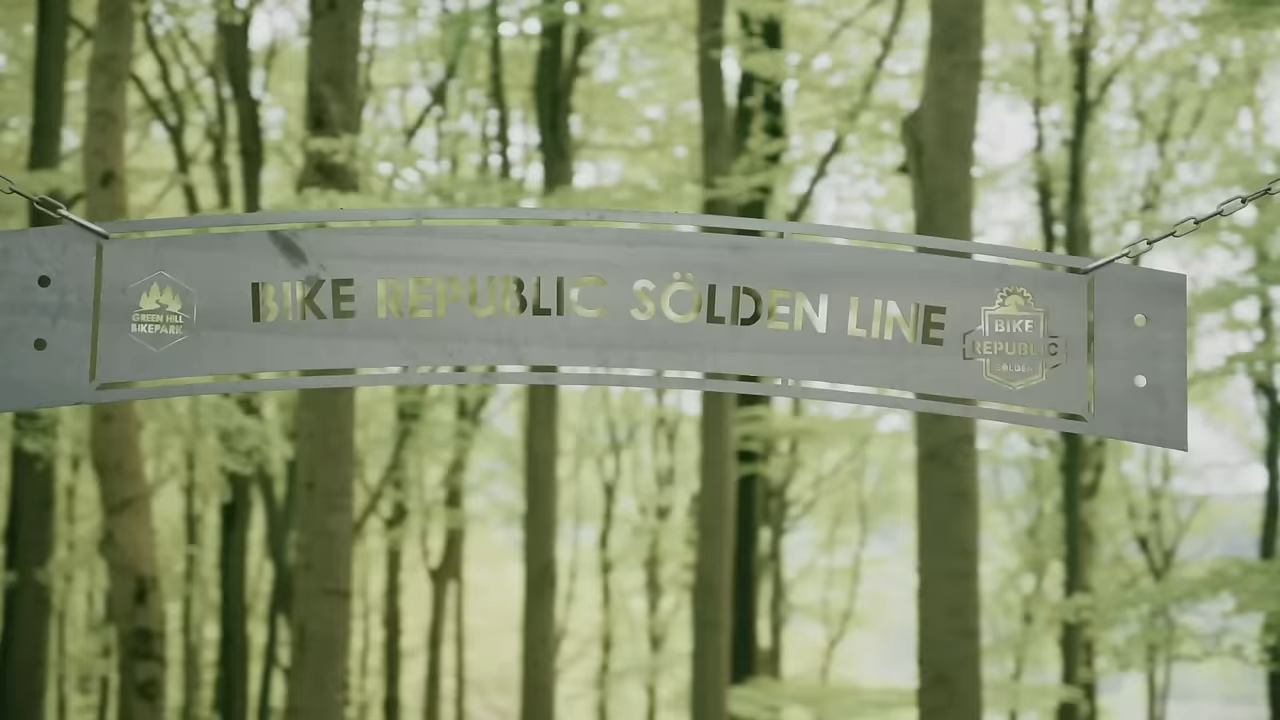 GREEN HILL
BIKEPARK
BIKE REPUBLIC SÖLDEN LINE
BIKE
REPUBLIC
SÖLDEN